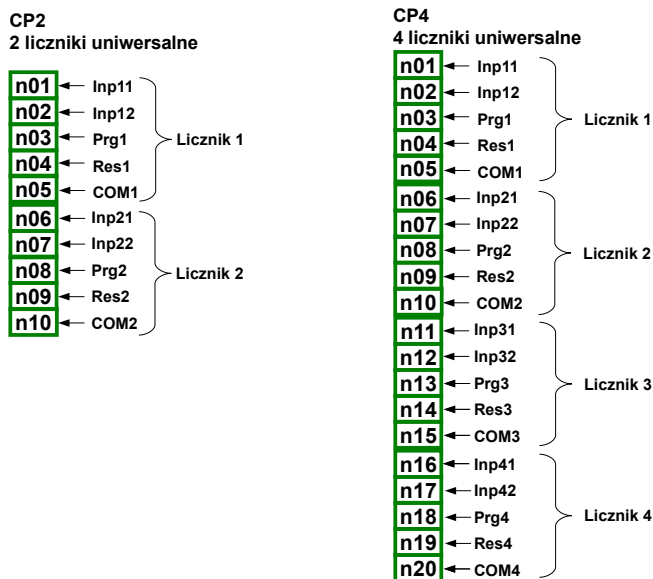 CP2
2 liczniki uniwersalne
n01 Inp11
n02 Inp12
n03 Prg1
n04 Res1
n05 COM1
Licznik 1
n06 Inp21
n07 Inp22
n08 Prg2
n09 Res2
n10 COM2
Licznik 2
CP4
4 liczniki uniwersalne
n01 Inp11
n02 Inp12
n03 Prg1
n04 Res1
n05 COM1
Licznik 1
n06 Inp21
n07 Inp22
n08 Prg2
n09 Res2
n10 COM2
Licznik 2
n11 Inp31
n12 Inp32
n13 Prg3
n14 Res3
n15 COM3
Licznik 3
n16 Inp41
n17 Inp42
n18 Prg4
n19 Res4
n20 COM4
Licznik 4